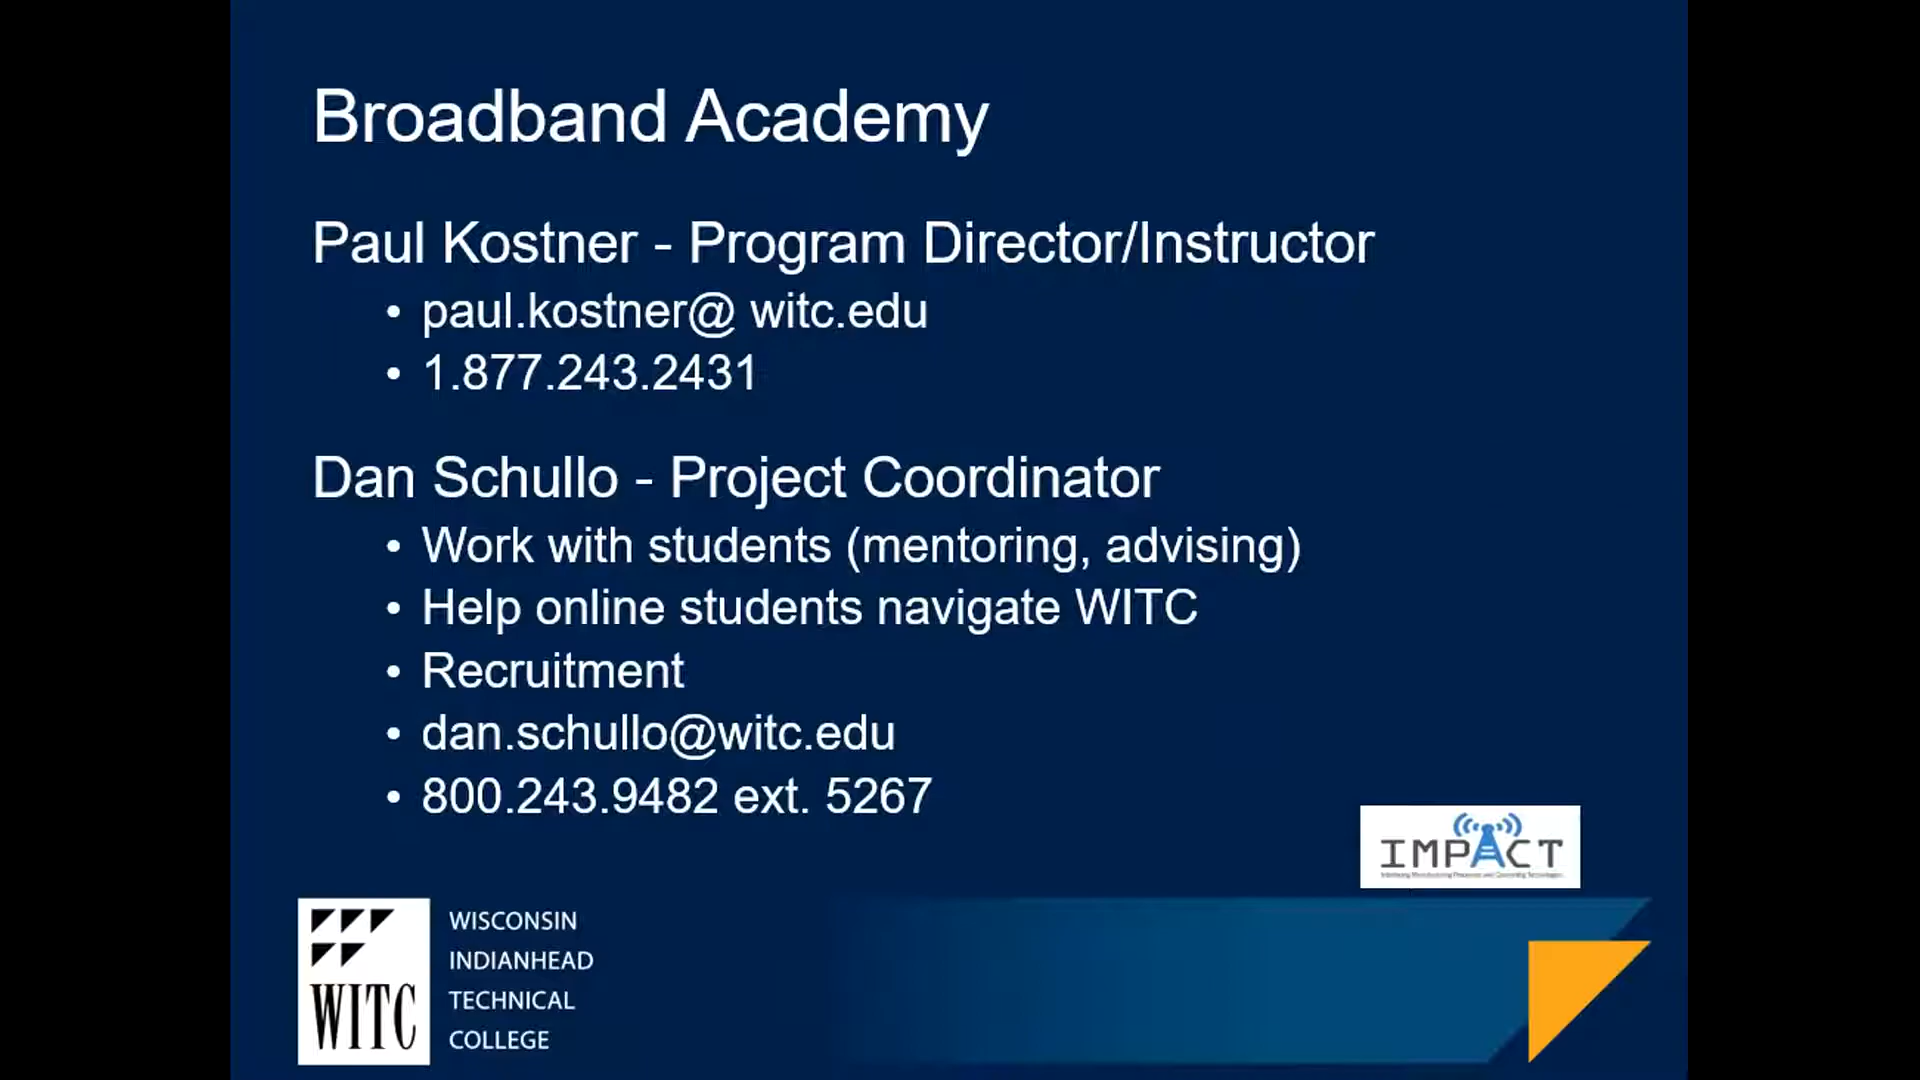 Broadband Academy
Paul Kostner - Program Director/Instructor
• paul.kostner@ witc.edu
• 1.877.243.2431
Dan Schullo - Project Coordinator
• Work with students (mentoring, advising)
• Help online students navigate WITC
• Recruitment
• dan.schullo@witc.edu
• 800.243.9482 ext. 5267
IMPACT
WITC
WISCONSIN
INDIANHEAD
TECHNICAL
COLLEGE